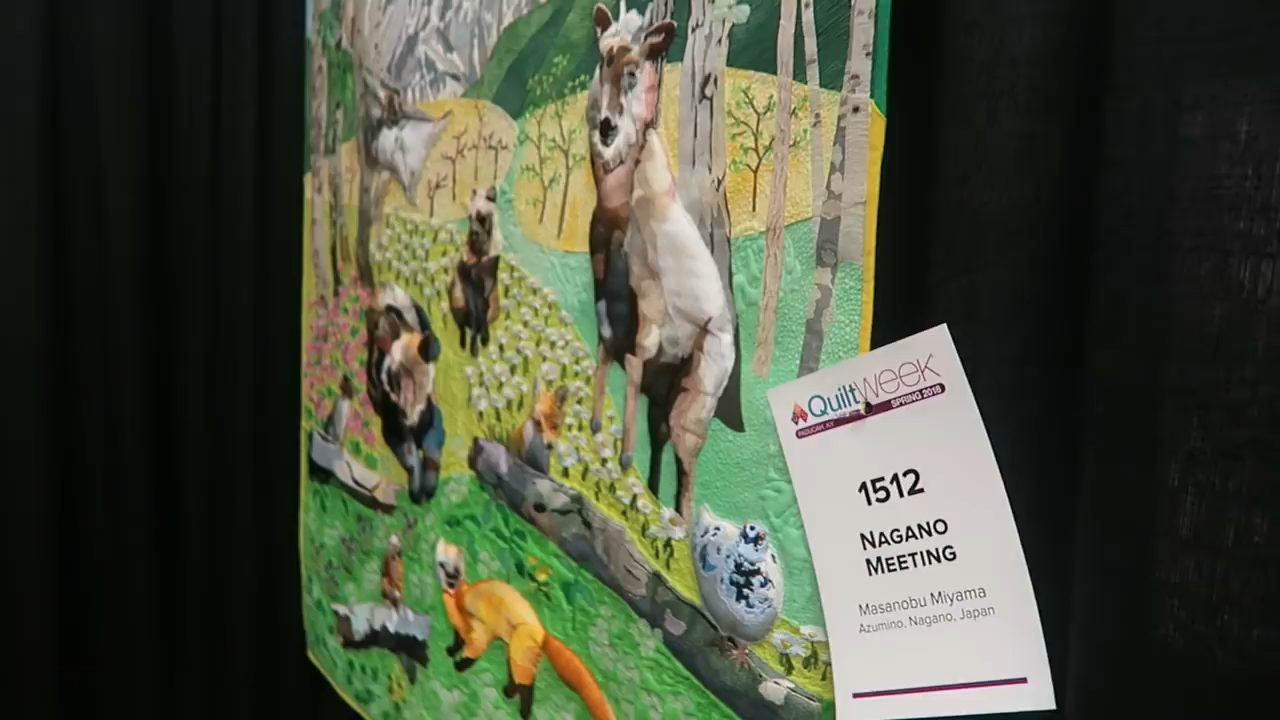 QuiltWeek
SPRING 2018
PADUCAH, KY
1512
NAGANO
MEETING
Masanobu Miyama
Azumino, Nagano, Japan